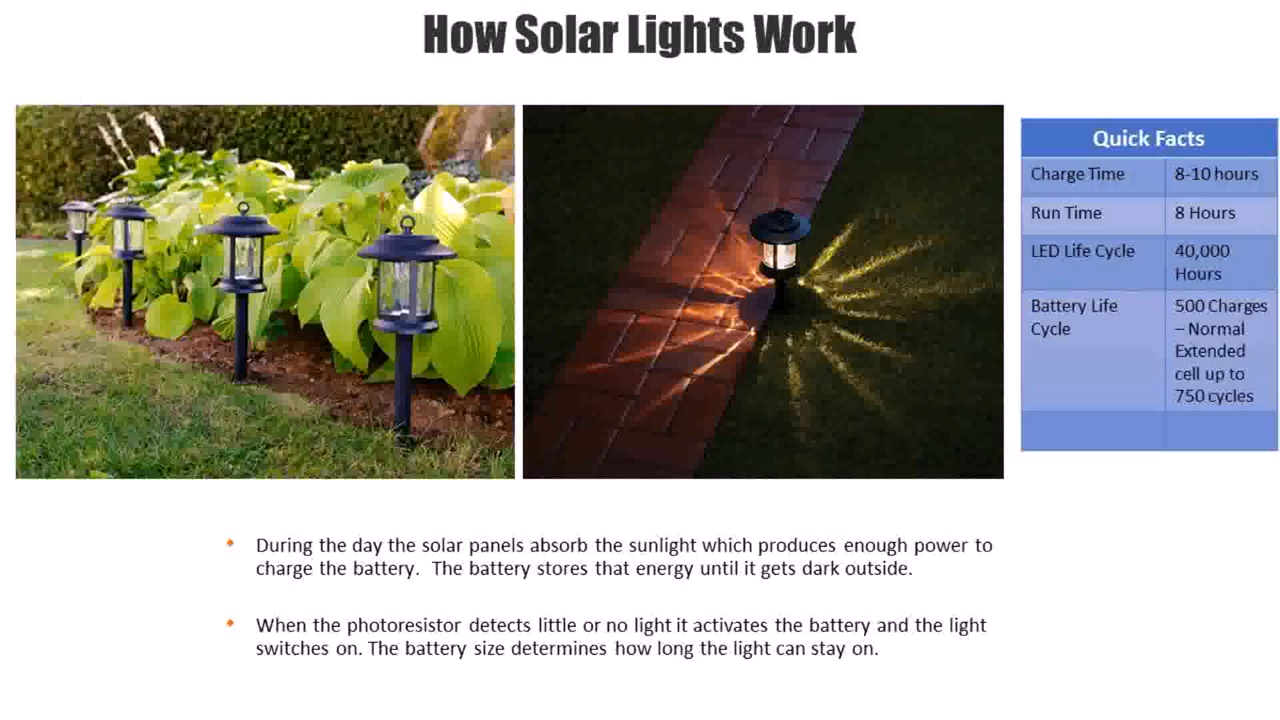 How Solar Lights Work
Quick Facts
Charge Time 8-10 hours
Run Time 8 Hours
LED Life Cycle 40,000
Hours
Battery Life 500 Charges
Cycle – Normal
Extended
cell up to
750 cycles
• During the day the solar panels absorb the sunlight which produces enough power to
charge the battery. The battery stores that energy until it gets dark outside.
• When the photoresistor detects little or no light it activates the battery and the light
switches on. The battery size determines how long the light can stay on.